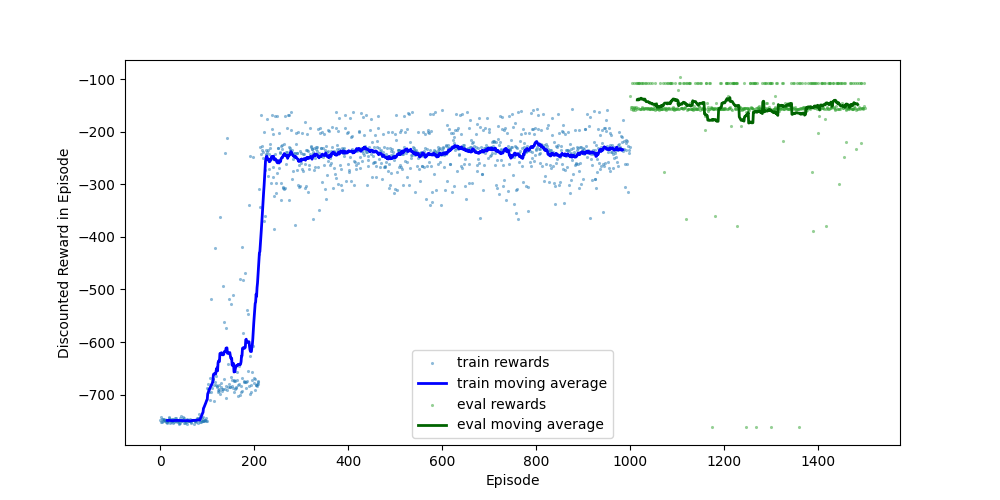 Discounted Reward in Episode
−100
−200
−300
−400
−500
−600
−700
train rewards
train moving average
eval rewards
eval moving average
0
200
400
600
800
1000
1200
1400
Episode